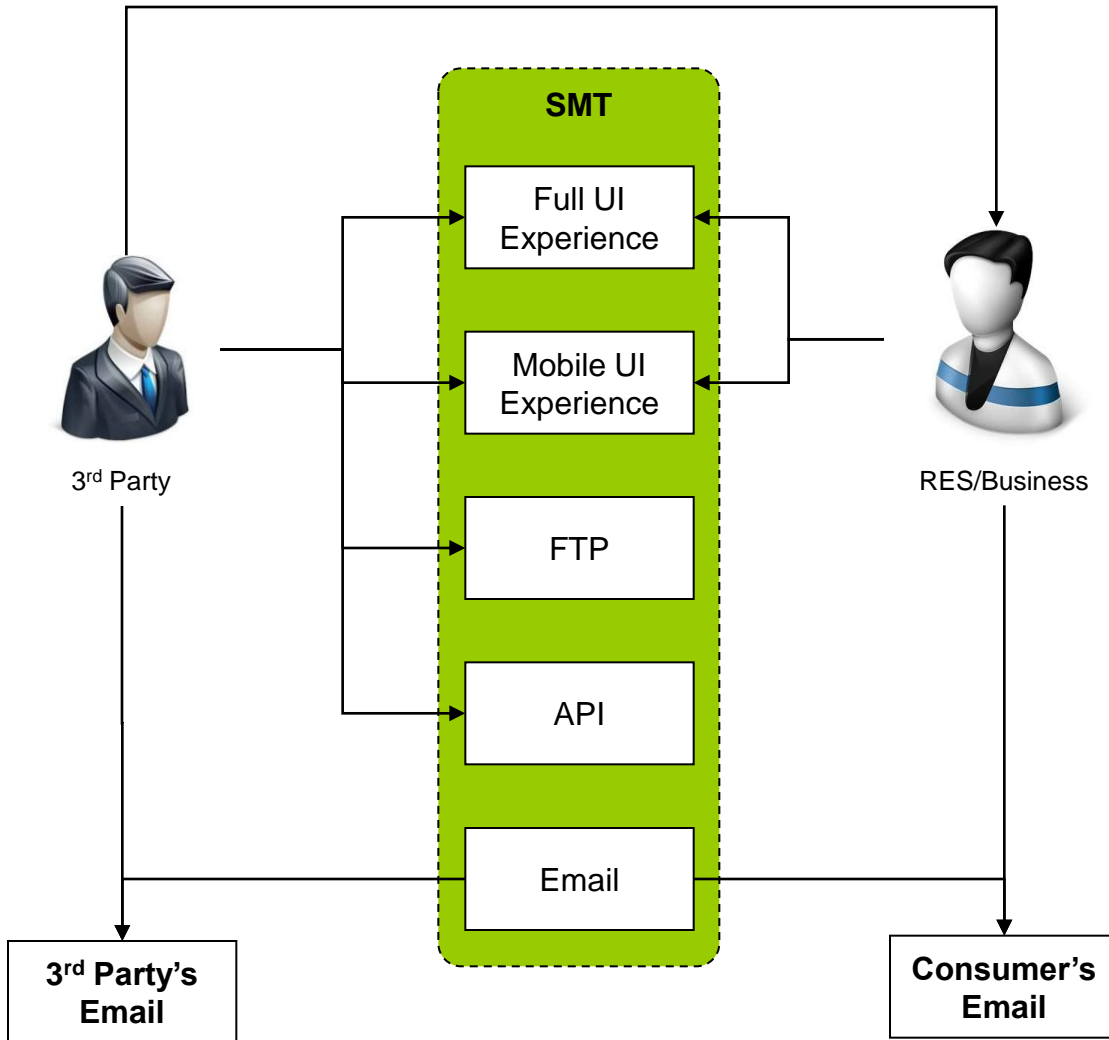 SMT
Full UI
Experience
Mobile UI
Experience
3rd Party
RES/Business
FTP
API
Email
3rd Party's
Email
Consumer's
Email